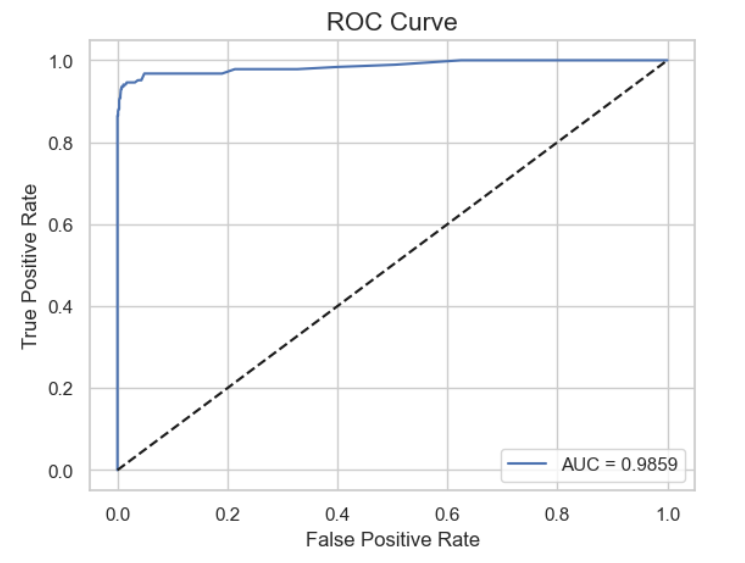 ROC Curve
True Positive Rate
1.0
0.8
0.6
0.4
0.2
0.0
AUC = 0.9859
0.0 0.2 0.4 0.6 0.8 1.0
False Positive Rate